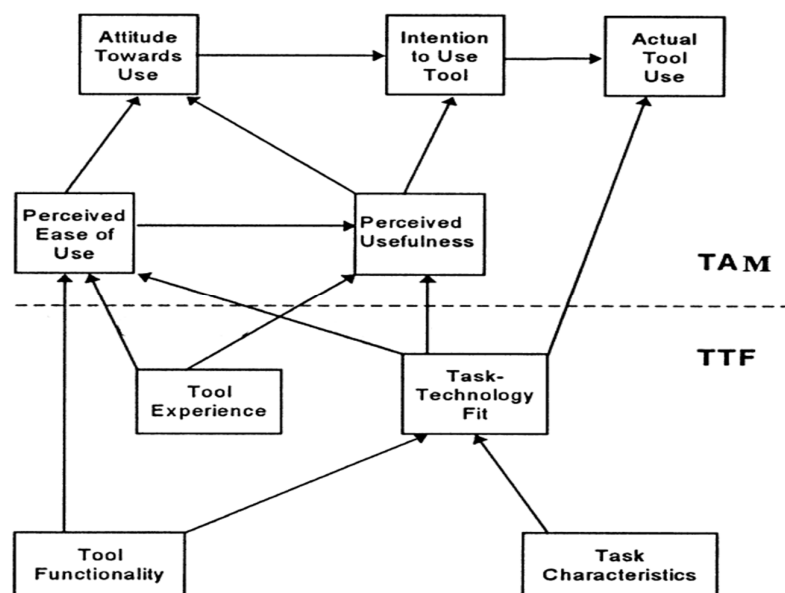 Attitude
Towards
Use
Intention
to Use
Tool
Actual
Tool
Use
Perceived
Ease of
Use
Perceived
Usefulness
TAM
TTF
Tool
Experience
Task-
Technology
Fit
Tool
Functionality
Task
Characteristics